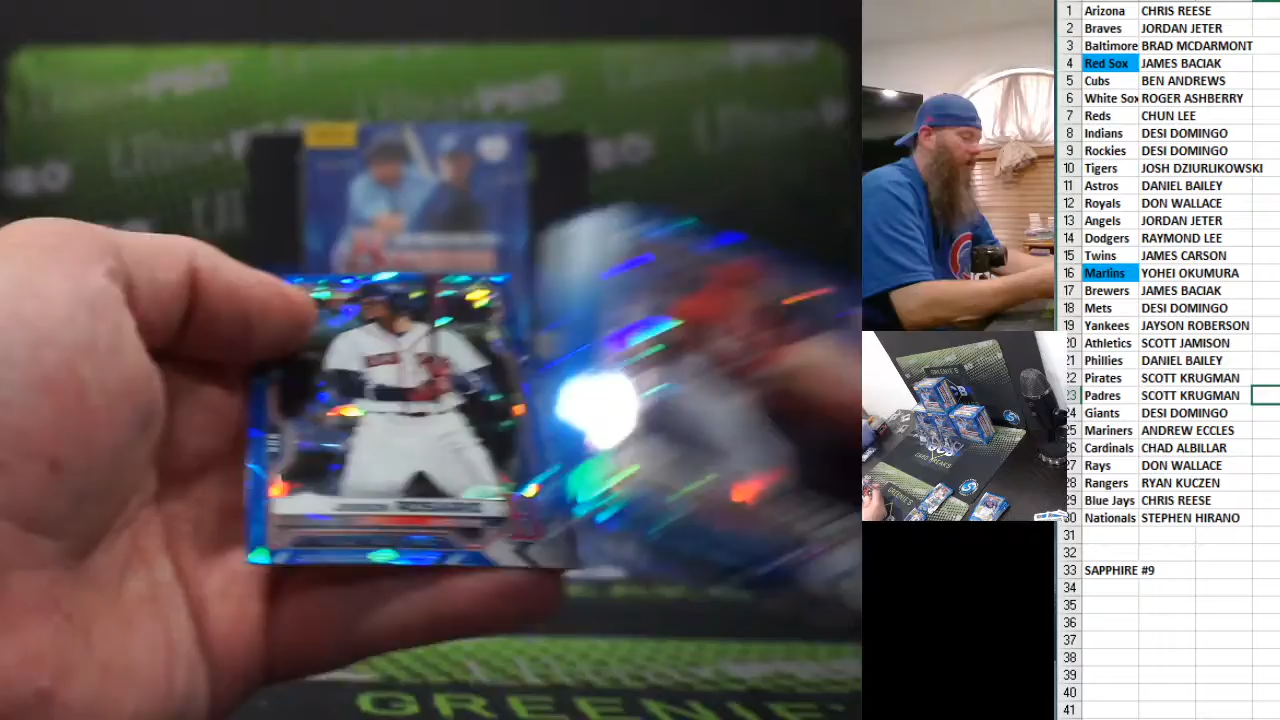 1 Arizona CHRIS REESE
2 Braves JORDAN JETER
3 Baltimore BRAD MCDARMONT
4 Red Sox JAMES BACIAK
5 Cubs BEN ANDREWS
6 White Sox ROGER ASHBERRY
7 Reds CHUN LEE
8 Indians DESI DOMINGO
9 Rockies DESI DOMINGO
10 Tigers JOSH DZIURLIKOWSKI
11 Astros DANIEL BAILEY
12 Royals DON WALLACE
13 Angels JORDAN JETER
14 Dodgers RAYMOND LEE
15 Twins JAMES CARSON
16 Marlins YOHEI OKUMURA
17 Brewers JAMES BACIAK
18 Mets DESI DOMINGO
19 Yankees JAYSON ROBERSON
20 Athletics SCOTT JAMISON
21 Phillies DANIEL BAILEY
22 Pirates SCOTT KRUGMAN
23 Padres SCOTT KRUGMAN
24 Giants DESI DOMINGO
25 Mariners ANDREW ECCLES
26 Cardinals CHAD ALBILLAR
27 Rays DON WALLACE
28 Rangers RYAN KUCZEN
29 Blue Jays CHRIS REESE
30 Nationals STEPHEN HIRANO
31
32
33 SAPPHIRE #9
34
35
36
37
38
39
40
41
GREENIE